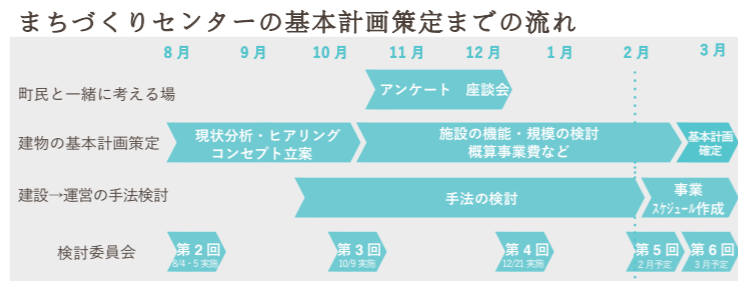 まちづくりセンターの基本計画策定までの流れ
8月 9月 10月 11月 12月 1月 2月 3月
町民と一緒に考える場
アンケート 座談会
建物の基本計画策定
現状分析・ヒアリング
コンセプト立案
施設の機能・規模の検討
概算事業費など
基本計画
確定
建設→運営の手法検討
手法の検討
事業
スケジュール作成
検討委員会
第2回
8/4・5実施
第3回
10/9実施
第4回
12/21実施
第5回
2月予定
第6回
3月予定